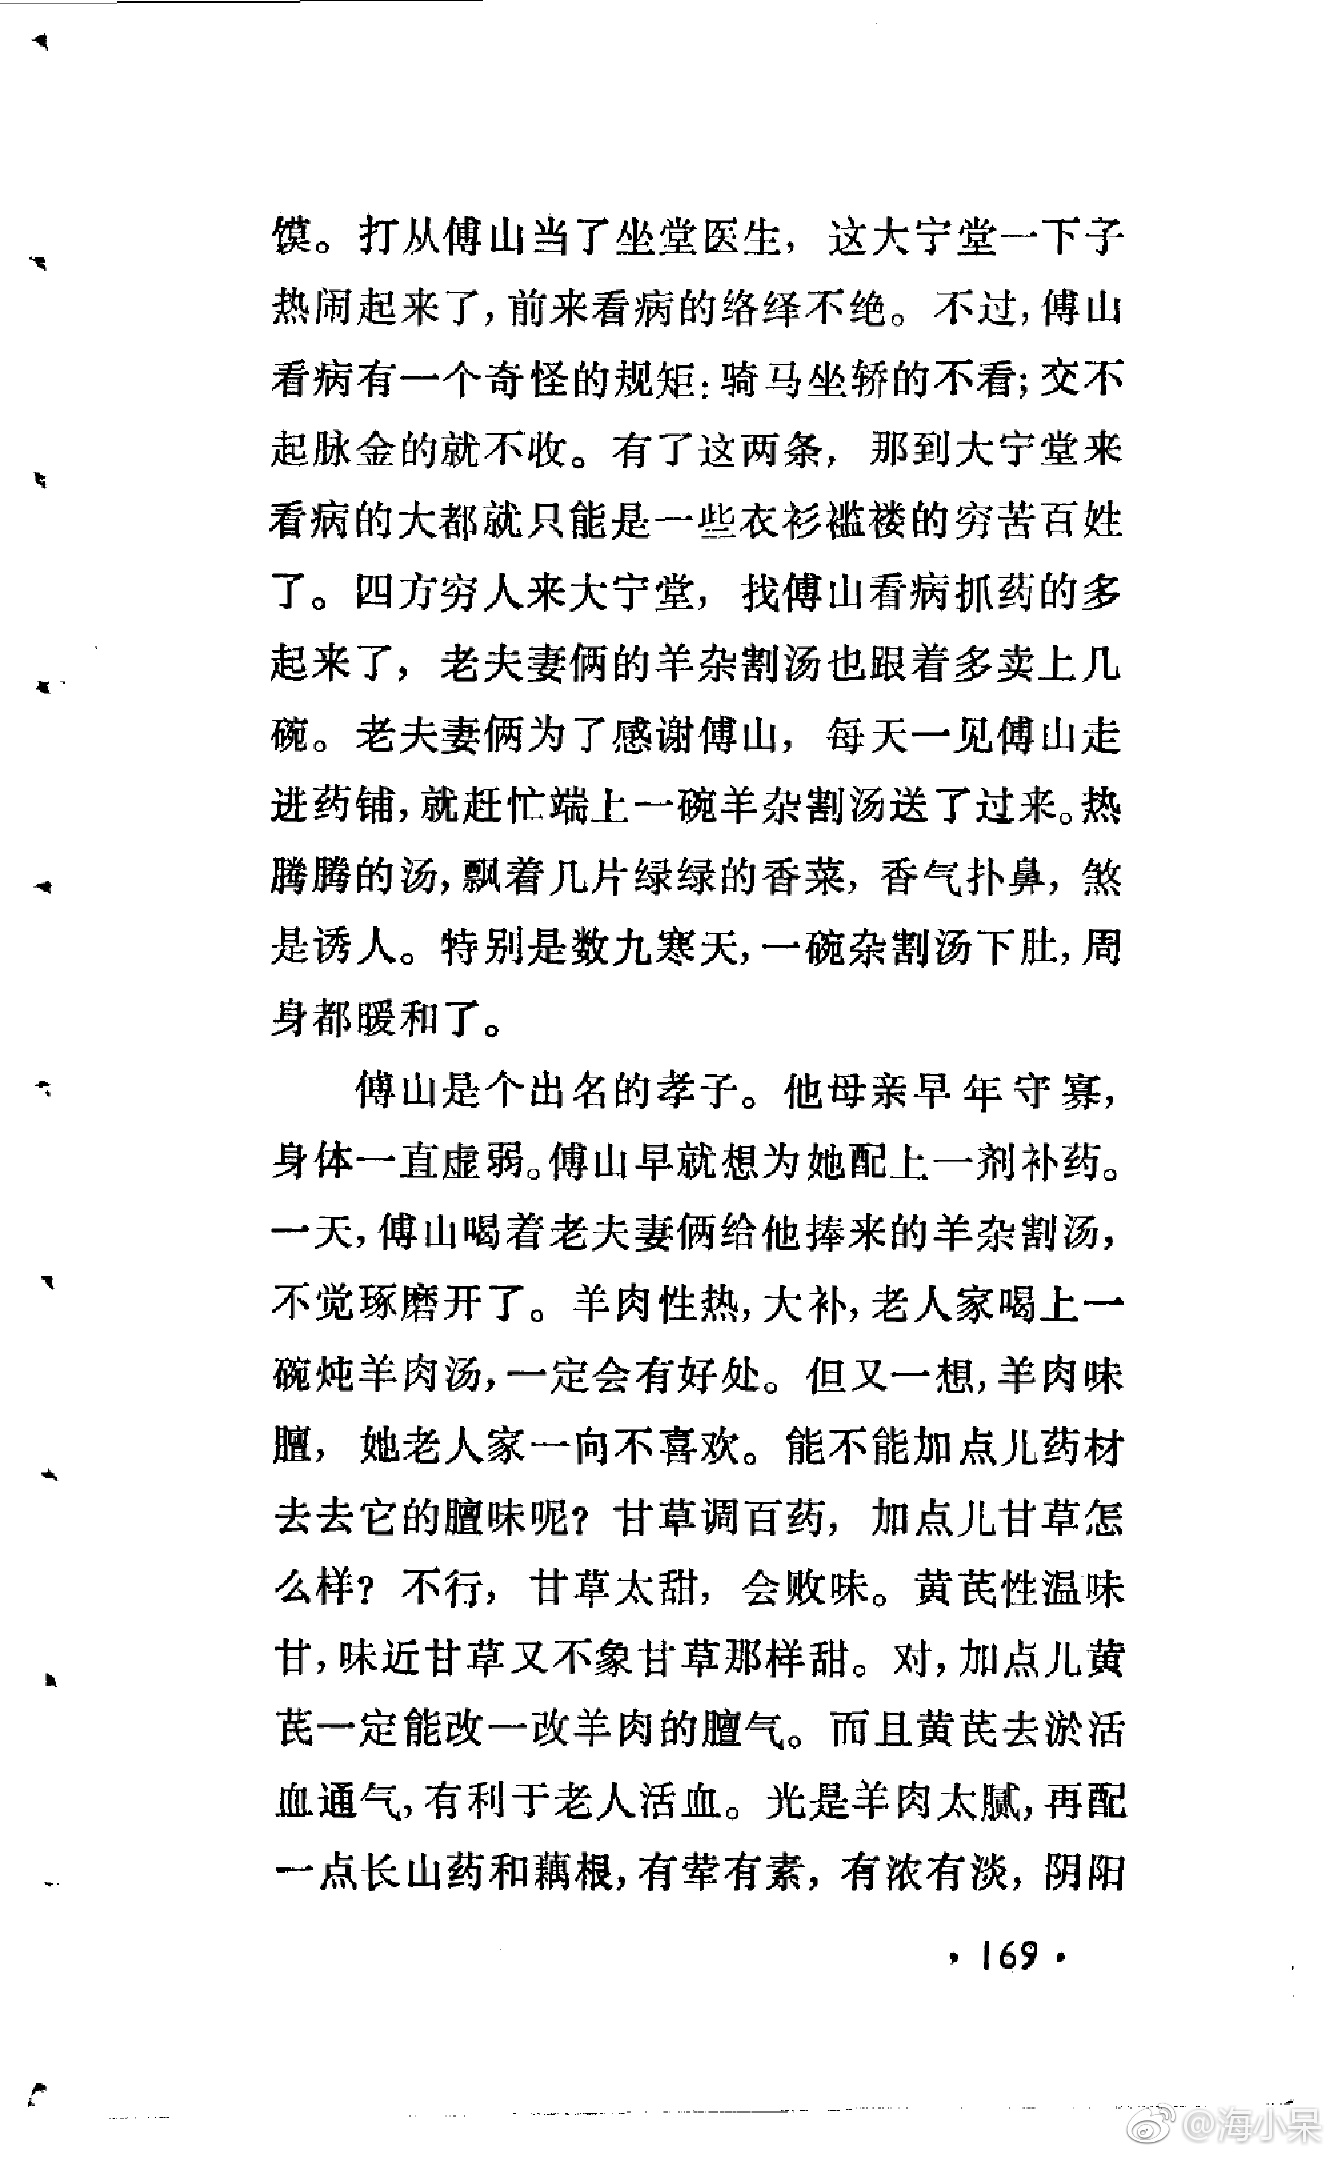 馍。打从傅山当了坐堂医生，这大宁堂一下子
热闹起来了，前来看病的络绎不绝。不过，傅山
看病有一个奇怪的规矩：骑马坐轿的不看；交不
起脉金的就不收。有了这两条，那到大宁堂来
看病的大都就只能是一些衣衫褴褛的穷苦百姓
了。四方穷人来大宁堂，找傅山看病抓药的多
起来了，老夫妻俩的羊杂割汤也跟着多卖上几
碗。老夫妻俩为了感谢傅山，每天一见傅山走
进药铺，就赶忙端上一碗羊杂割汤送了过来。热
腾腾的汤，飘着几片绿绿的香菜，香气扑鼻，煞
是诱人。特别是数九寒天，一碗杂割汤下肚，周
身都暖和了。
傅山是个出名的孝子。他母亲早年守寡，
身体一直虚弱。傅山早就想为她配上一剂补药。
一天，傅山喝着老夫妻俩给他捧来的羊杂割汤，
不觉琢磨开了。羊肉性热，大补，老人家喝上一
碗炖羊肉汤，一定会有好处。但又一想，羊肉味
膻，她老人家一向不喜欢。能不能加点儿药材
去去它的膻味呢？甘草调百药，加点儿甘草怎
么样？不行，甘草太甜，会败味。黄芪性温味
甘，味近甘草又不象甘草那样甜。对，加点儿黄
芪一定能改一改羊肉的膻气。而且黄芪去淤活
血通气，有利于老人活血。光是羊肉太腻，再配
一点长山药和藕根，有荤有素，有浓有淡，阴阳
·169·
@海小呆